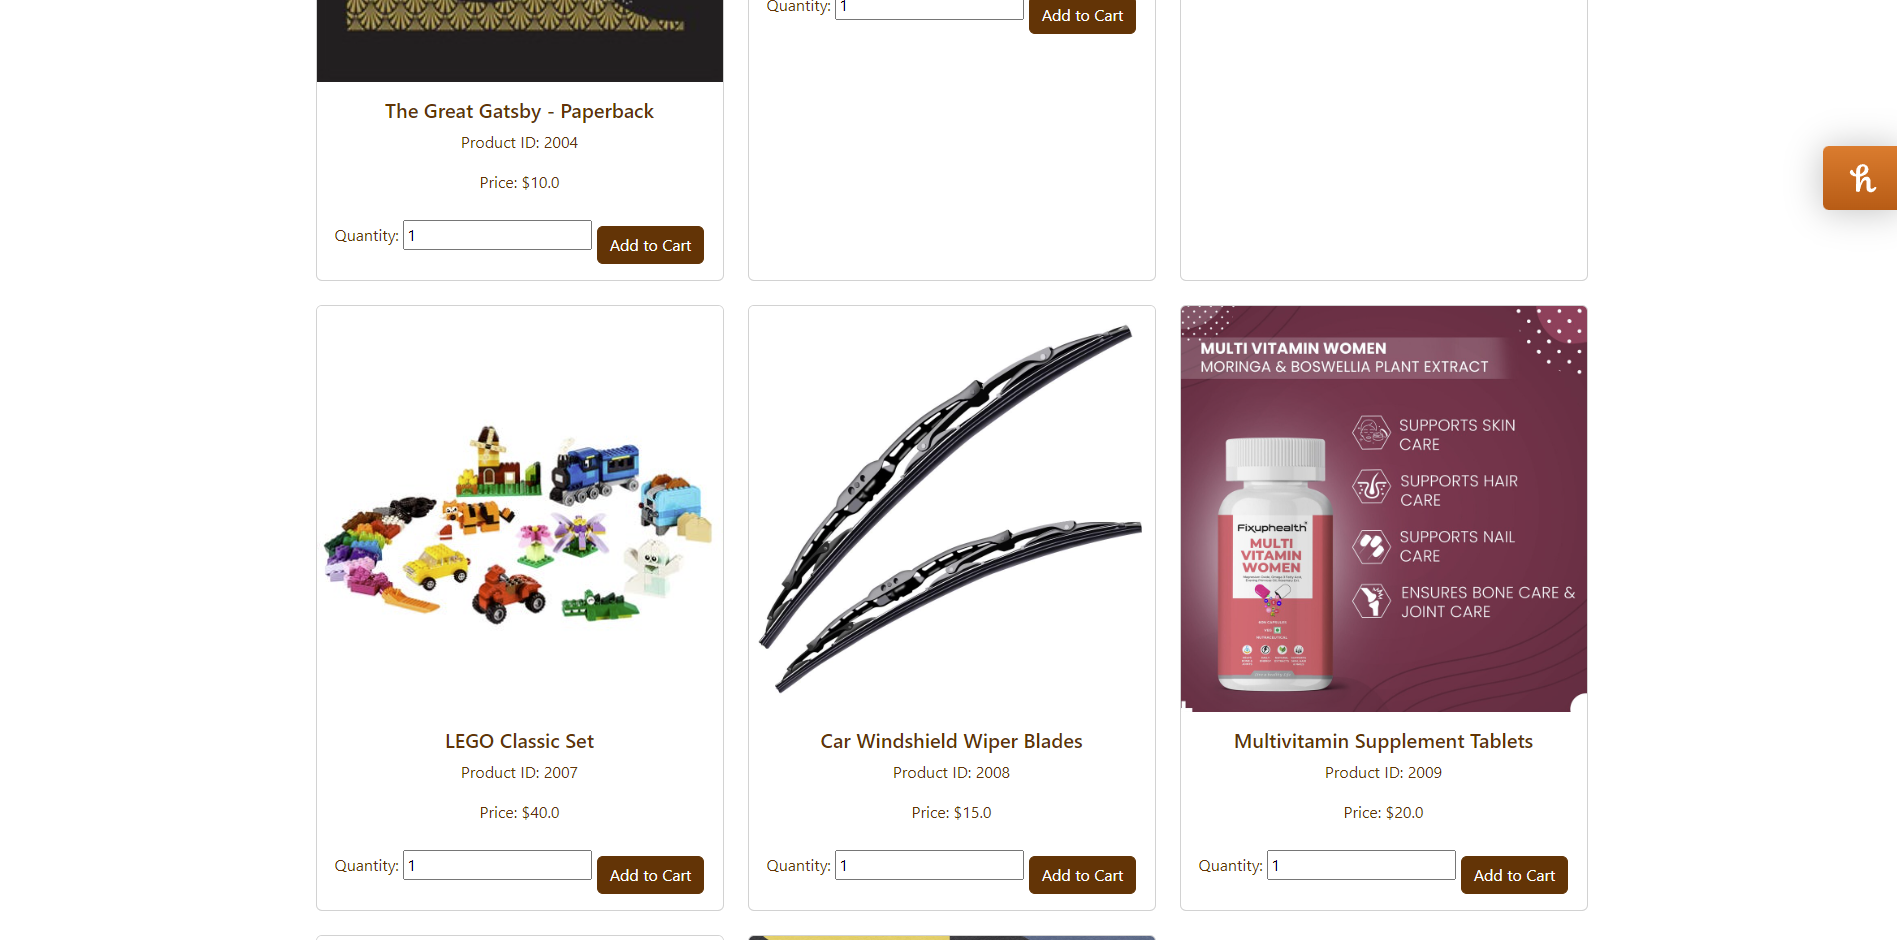 Quantity: 1 Add to Cart
The Great Gatsby - Paperback
Product ID: 2004
Price: $10.0
Quantity: 1 Add to Cart
MULTI VITAMIN WOMEN
MORINGA & BOSWELLIA PLANT EXTRACT
SUPPORTS SKIN
CARE
SUPPORTS HAIR
CARE
SUPPORTS NAIL
CARE
ENSURES BONE CARE &
JOINT CARE
Fixuphealth
MULTI
VITAMIN
WOMEN
LEGO Classic Set
Product ID: 2007
Price: $40.0
Quantity: 1 Add to Cart
Car Windshield Wiper Blades
Product ID: 2008
Price: $15.0
Quantity: 1 Add to Cart
Multivitamin Supplement Tablets
Product ID: 2009
Price: $20.0
Quantity: 1 Add to Cart